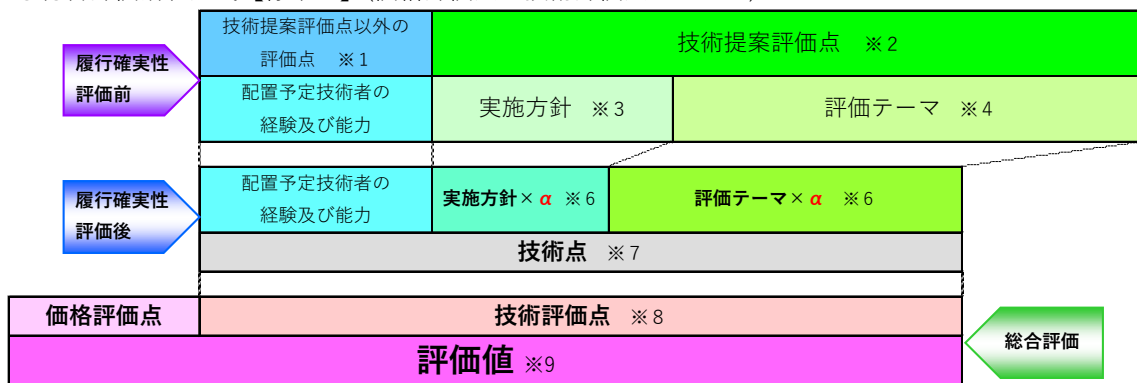 技術提案評価点以外の
評価点 ※1
技術提案評価点 ※2
履行確実性
評価前
配置予定技術者の
経験及び能力
実施方針 ※3
評価テーマ ※4
履行確実性
評価後
配置予定技術者の
経験及び能力
実施方針×α ※6
評価テーマ×α ※6
技術点 ※7
価格評価点
技術評価点 ※8
総合評価
評価値 ※9